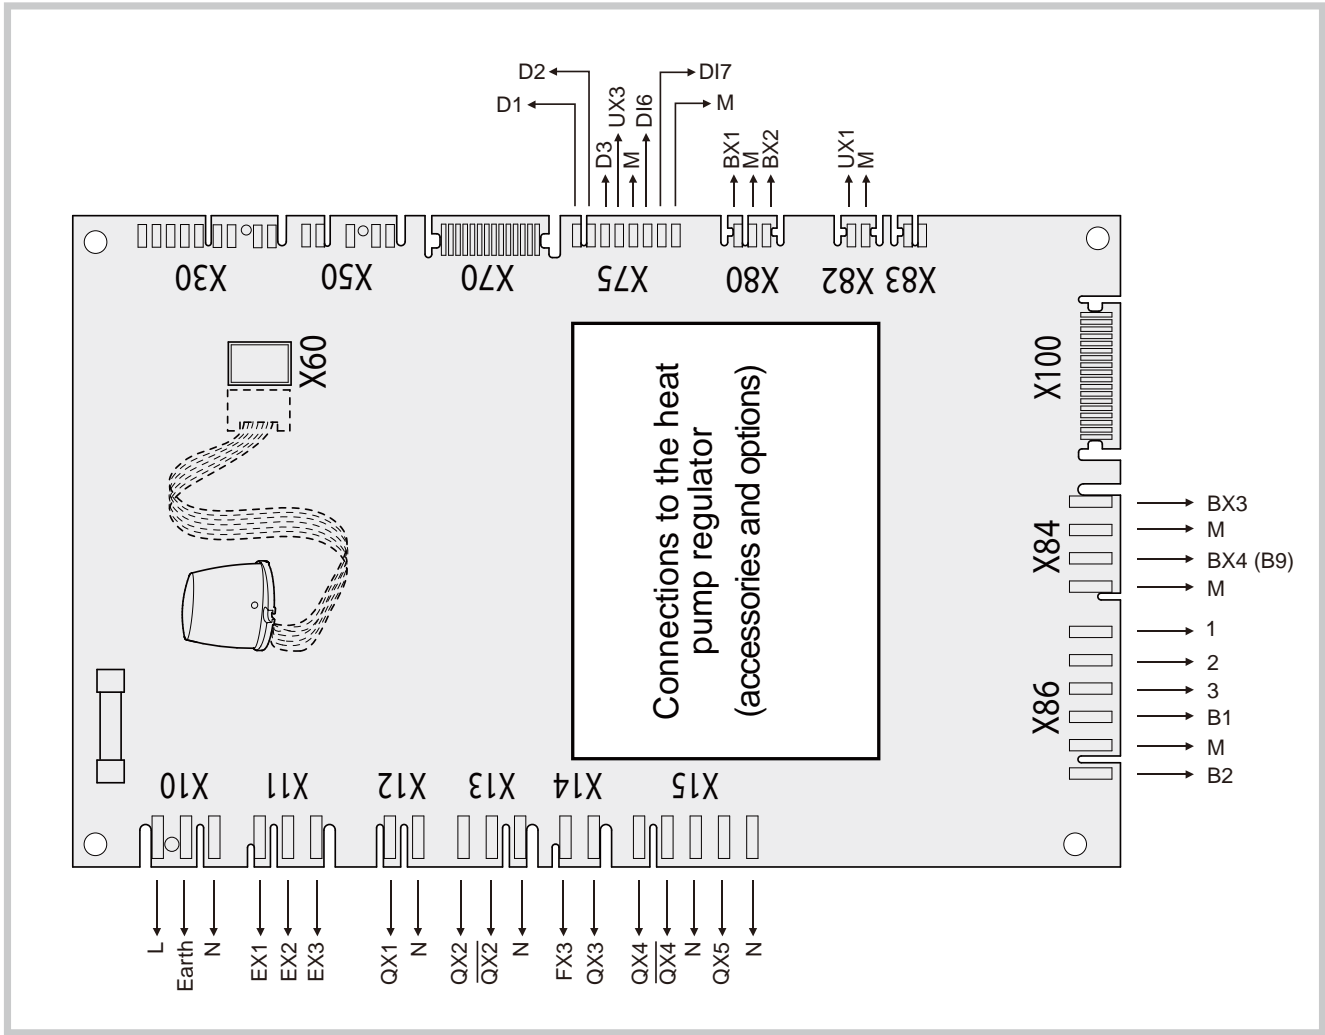 D2
D1
D3
UX3
M
DI6
DI7
M
BX1
M
BX2
UX1
M
X30
X50
X70
X75
X80
X82
X83
X60
X100
Connections to the heat
pump regulator
(accessories and options)
X84
BX3
M
BX4 (B9)
M
X86
1
2
3
B1
M
B2
X10
X11
X12
X13
X14
X15
L
Earth
N
EX1
EX2
EX3
QX1
N
QX2
QX2
N
FX3
QX3
QX4
QX4
N
QX5
N